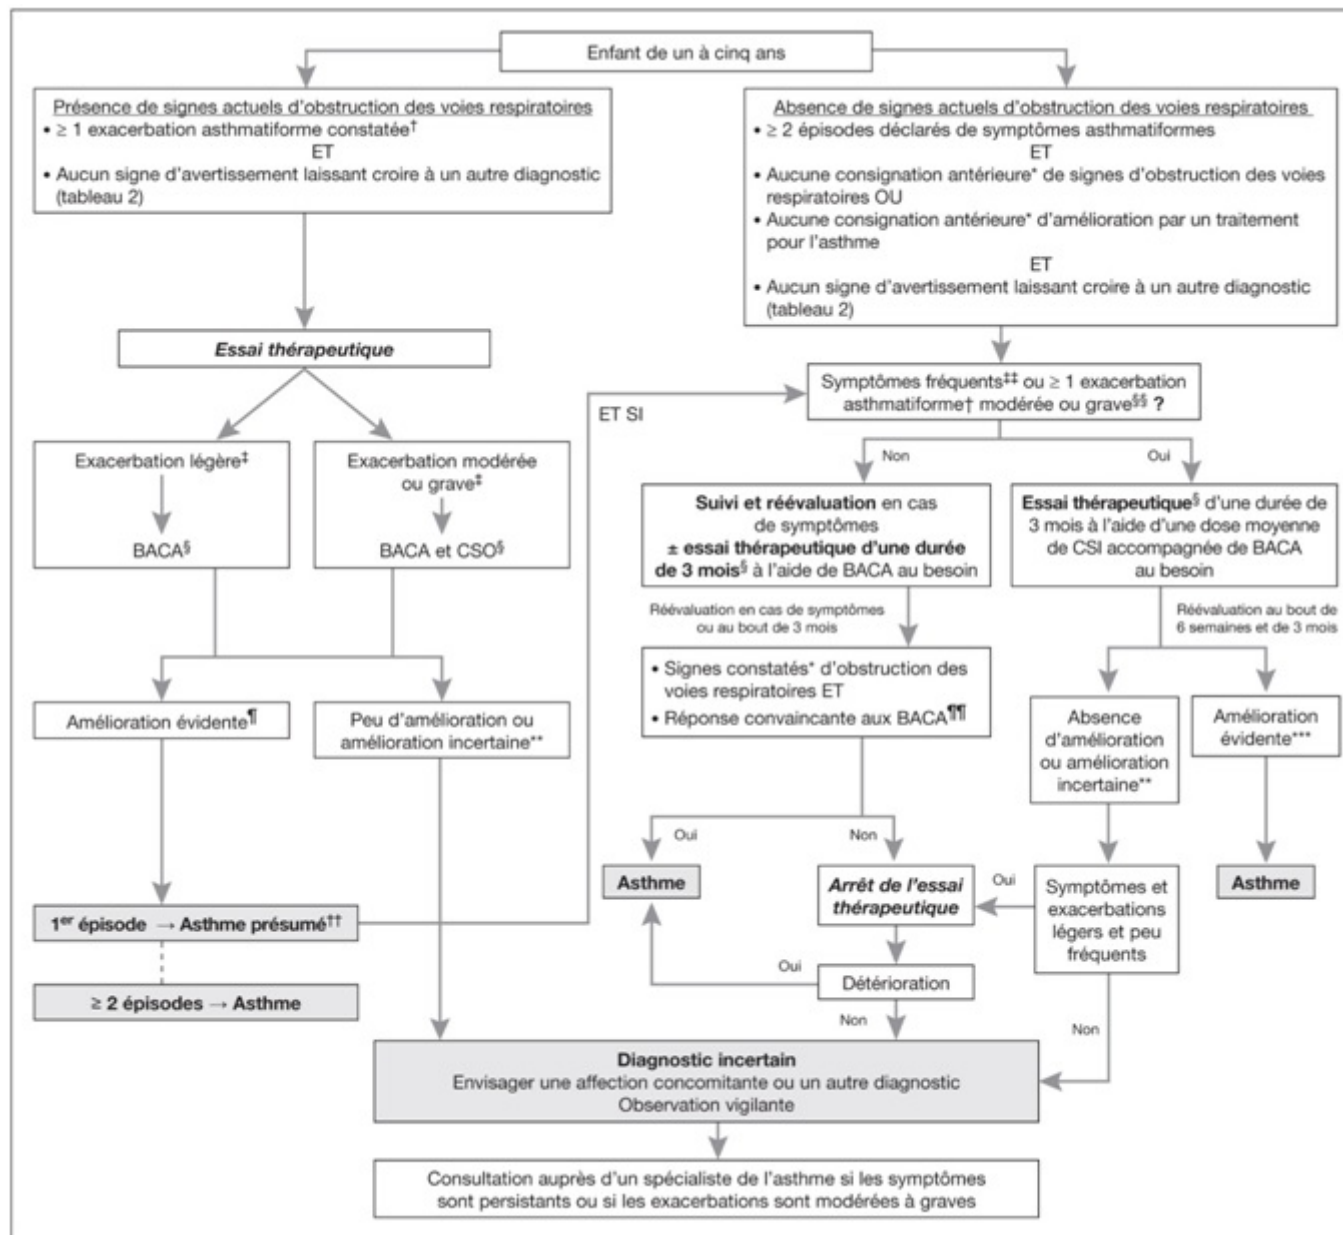 Enfant de un à cinq ans
Présence de signes actuels d'obstruction des voies respiratoires
• ≥ 1 exacerbation asthmatiforme constatée†
ET
• Aucun signe d'avertissement laissant croire à un autre diagnostic
(tableau 2)
Absence de signes actuels d'obstruction des voies respiratoires
• ≥ 2 épisodes déclarés de symptômes asthmatiformes
ET
• Aucune consignation antérieure* de signes d'obstruction des voies
respiratoires OU
• Aucune consignation antérieure* d'amélioration par un traitement
pour l'asthme
ET
• Aucun signe d'avertissement laissant croire à un autre diagnostic
(tableau 2)
Essai thérapeutique
Exacerbation légère‡
BACA§
Exacerbation modérée
ou grave‡
BACA et CSO§
Amélioration évidente¶
Peu d'amélioration ou
amélioration incertaine**
1er épisode → Asthme présumé††
≥ 2 épisodes → Asthme
ET SI
Symptômes fréquents‡‡ ou ≥ 1 exacerbation
asthmatiforme† modérée ou grave§§ ?
Non
Oui
Suivi et réévaluation en cas
de symptômes
± essai thérapeutique d'une durée
de 3 mois§ à l'aide de BACA au besoin
Essai thérapeutique§ d'une durée de
3 mois à l'aide d'une dose moyenne
de CSI accompagnée de BACA
au besoin
Réévaluation en cas de symptômes
ou au bout de 3 mois
Réévaluation au bout de
6 semaines et de 3 mois
• Signes constatés* d'obstruction des
voies respiratoires ET
• Réponse convaincante aux BACA¶¶
Absence
d'amélioration
ou amélioration
incertaine**
Amélioration
évidente***
Oui
Non
Asthme
Arrêt de l'essai
thérapeutique
Oui
Symptômes et
exacerbations
légers et peu
fréquents
Asthme
Oui
Détérioration
Non
Non
Diagnostic incertain
Envisager une affection concomitante ou un autre diagnostic
Observation vigilante
Consultation auprès d'un spécialiste de l'asthme si les symptômes
sont persistants ou si les exacerbations sont modérées à graves